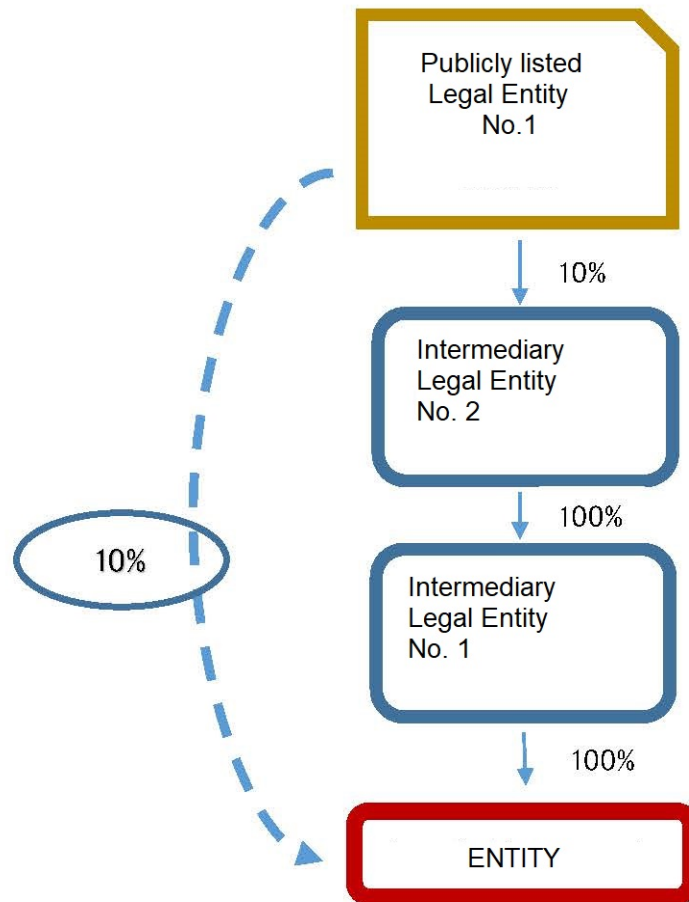 Publicly listed
Legal Entity
No.1
10%
Intermediary
Legal Entity
No. 2
100%
10%
Intermediary
Legal Entity
No. 1
100%
ENTITY